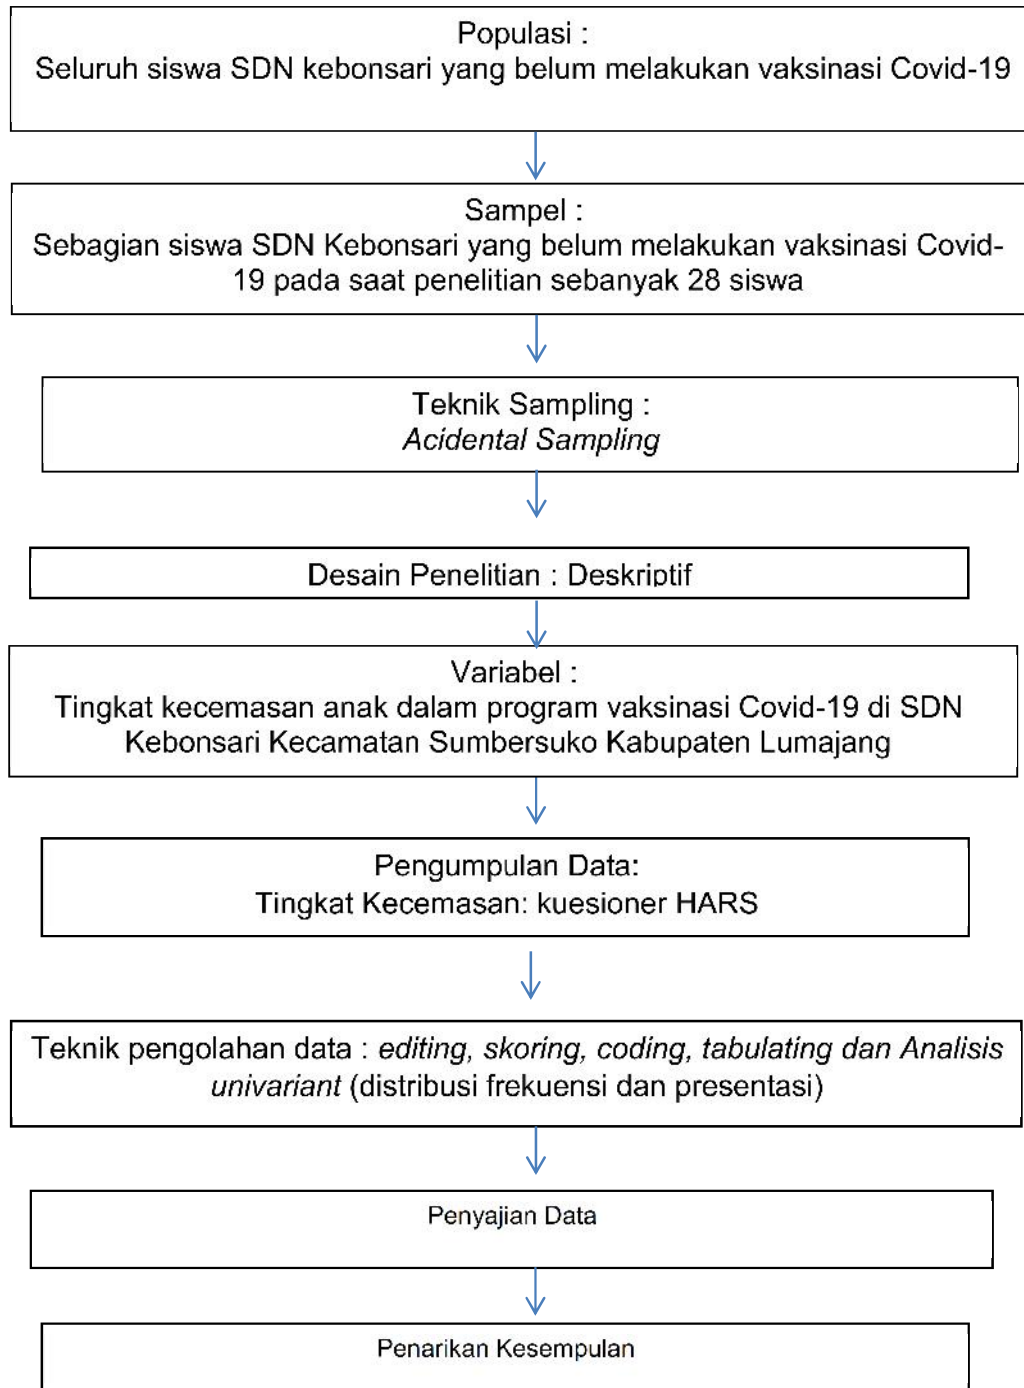 Populasi :
Seluruh siswa SDN kebonsari yang belum melakukan vaksinasi Covid-19
Sampel :
Sebagian siswa SDN Kebonsari yang belum melakukan vaksinasi Covid-
19 pada saat penelitian sebanyak 28 siswa
Teknik Sampling :
Acidental Sampling
Desain Penelitian : Deskriptif
Variabel :
Tingkat kecemasan anak dalam program vaksinasi Covid-19 di SDN
Kebonsari Kecamatan Sumbersuko Kabupaten Lumajang
Pengumpulan Data:
Tingkat Kecemasan: kuesioner HARS
Teknik pengolahan data : editing, skoring, coding, tabulating dan Analisis
univariant (distribusi frekuensi dan presentasi)
Penyajian Data
Penarikan Kesempulan